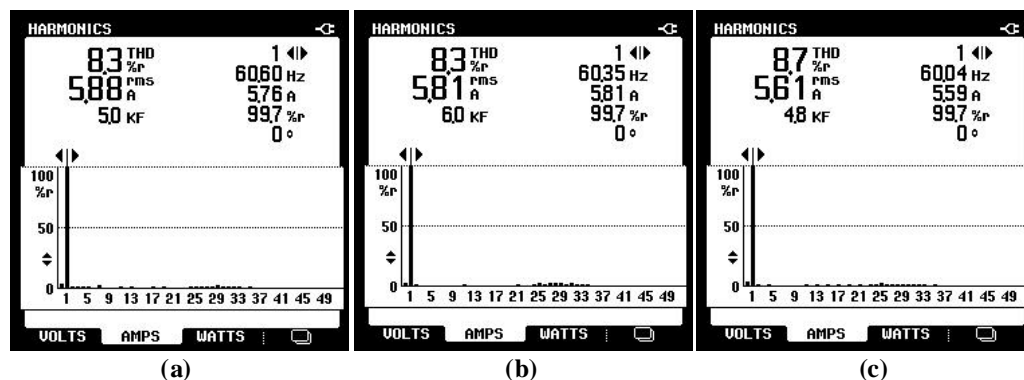 HARMONICS
8,3 THD %r
5,88 rms A
5,0 KF
1
60,60 Hz
5,76 A
99,7 %r
0 °
100
%r
50
0
1 5 9 13 17 21 25 29 33 37 41 45 49
VOLTS AMPS WATTS
(a)
HARMONICS
8,3 THD %r
5,81 rms A
6,0 KF
1
60,35 Hz
5,81 A
99,7 %r
0 °
100
%r
50
0
1 5 9 13 17 21 25 29 33 37 41 45 49
VOLTS AMPS WATTS
(b)
HARMONICS
8,7 THD %r
5,61 rms A
4,8 KF
1
60,04 Hz
5,59 A
99,7 %r
0 °
100
%r
50
0
1 5 9 13 17 21 25 29 33 37 41 45 49
VOLTS AMPS WATTS
(c)